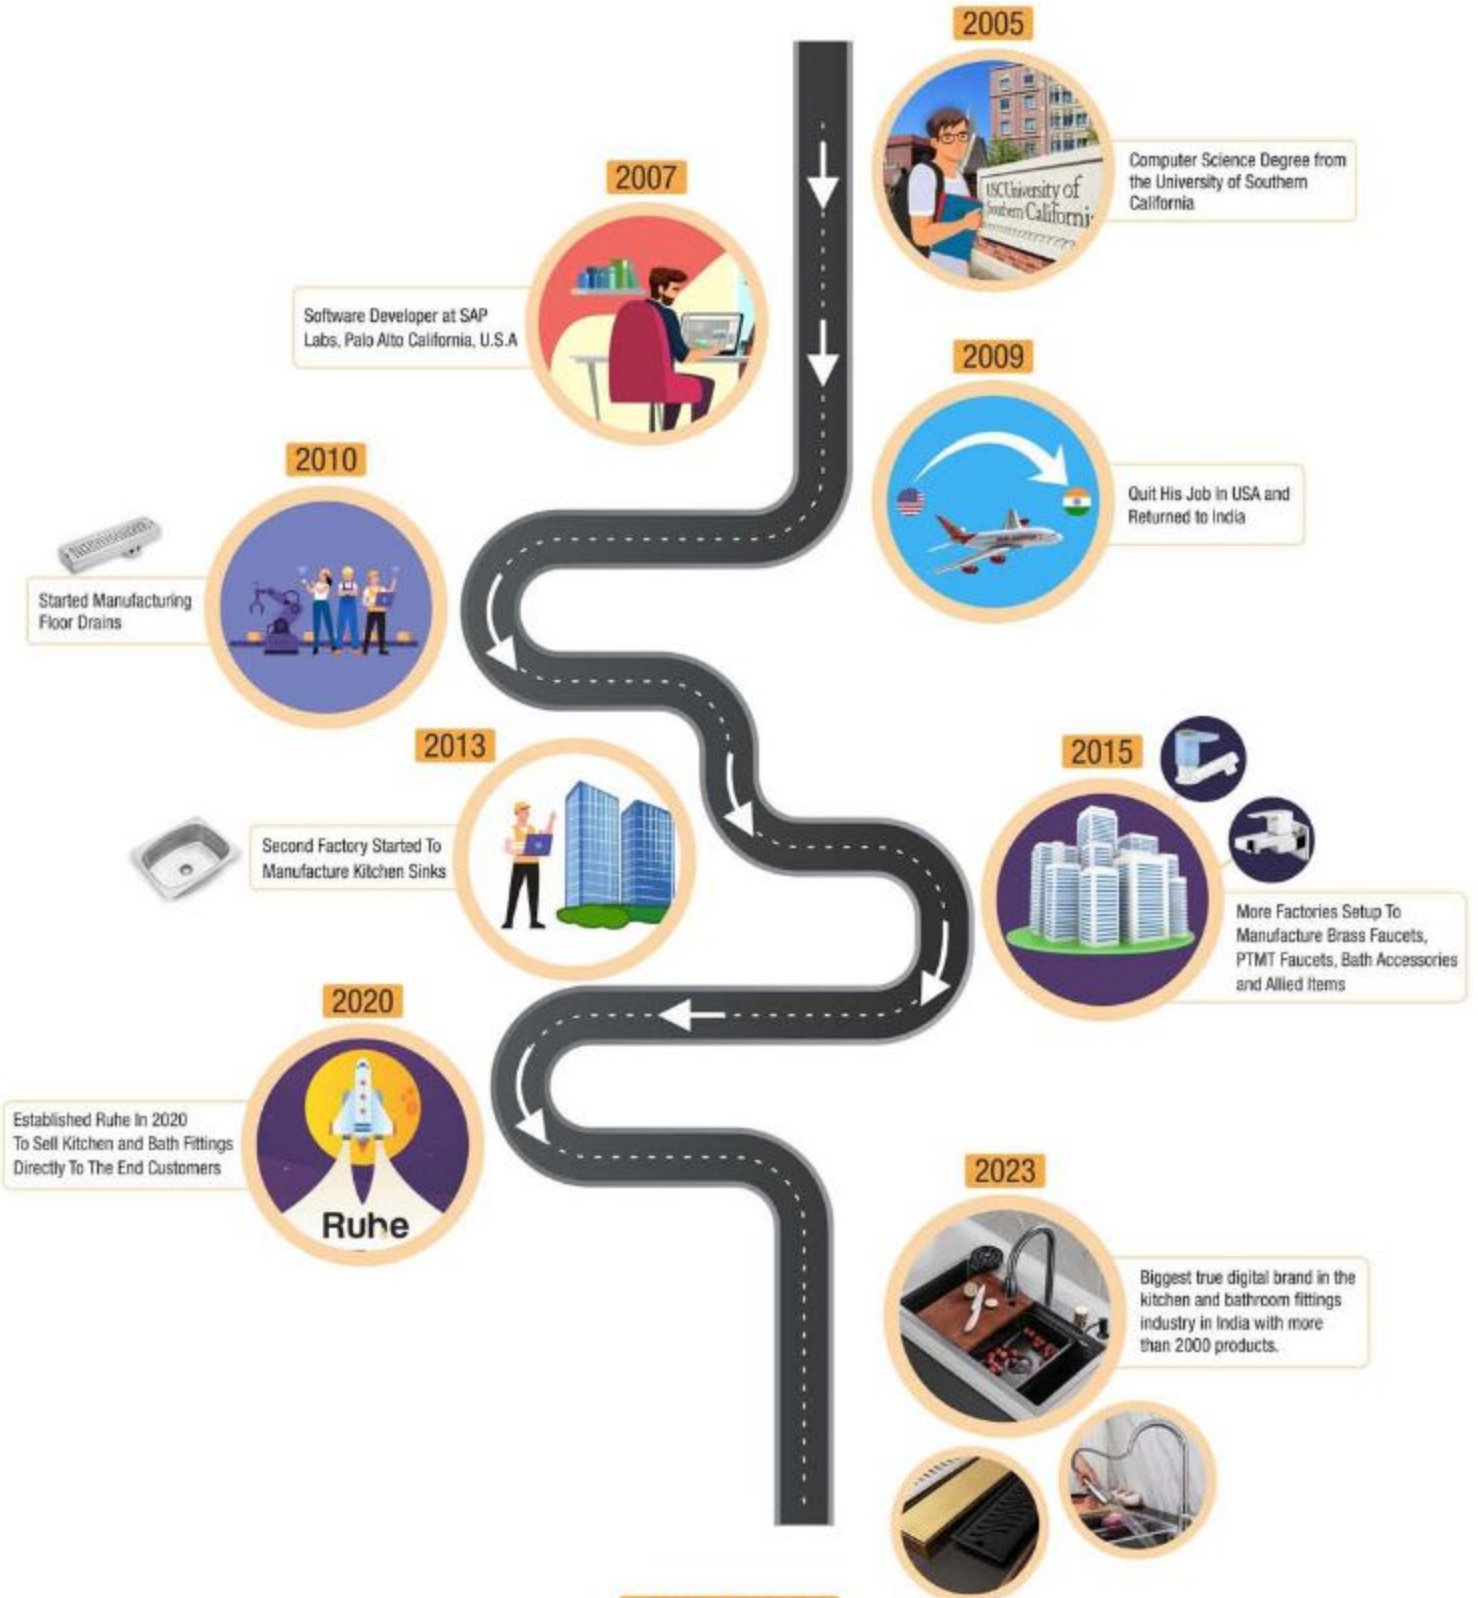 2005
USC University of
Southern Californi
Computer Science Degree from
the University of Southern
California
2007
Software Developer at SAP
Labs, Palo Alto California, U.S.A
2009
Quit His Job In USA and
Returned to India
2010
Started Manufacturing
Floor Drains
2013
Second Factory Started To
Manufacture Kitchen Sinks
2015
More Factories Setup To
Manufacture Brass Faucets,
PTMT Faucets, Bath Accessories
and Allied Items
2020
Established Ruhe In 2020
To Sell Kitchen and Bath Fittings
Directly To The End Customers
Ruhe
2023
Biggest true digital brand in the
kitchen and bathroom fittings
industry in India with more
than 2000 products.